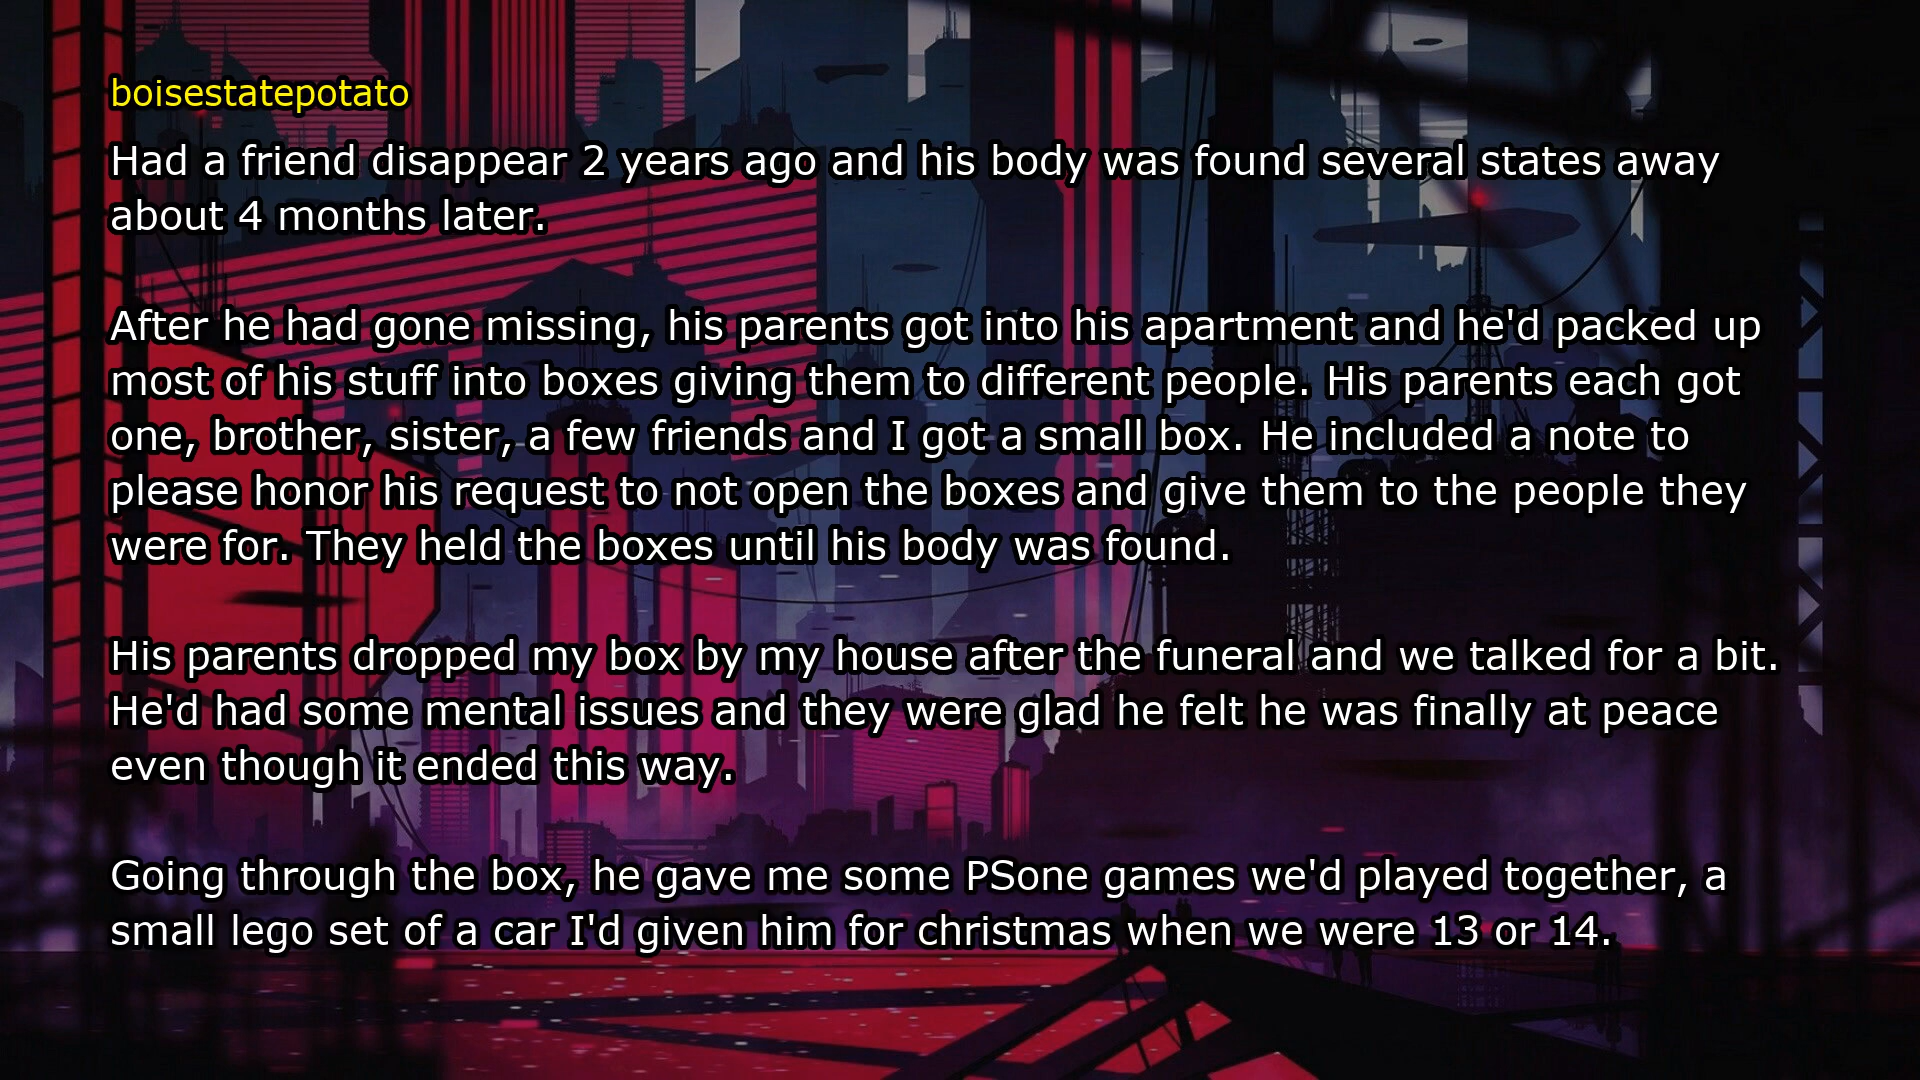 boisestatepotato
Had a friend disappear 2 years ago and his body was found several states away
about 4 months later.
After he had gone missing, his parents got into his apartment and he'd packed up
most of his stuff into boxes giving them to different people. His parents each got
one, brother, sister, a few friends and I got a small box. He included a note to
please honor his request to not open the boxes and give them to the people they
were for. They held the boxes until his body was found.
His parents dropped my box by my house after the funeral and we talked for a bit.
He'd had some mental issues and they were glad he felt he was finally at peace
even though it ended this way.
Going through the box, he gave me some PSone games we'd played together, a
small lego set of a car I'd given him for christmas when we were 13 or 14.